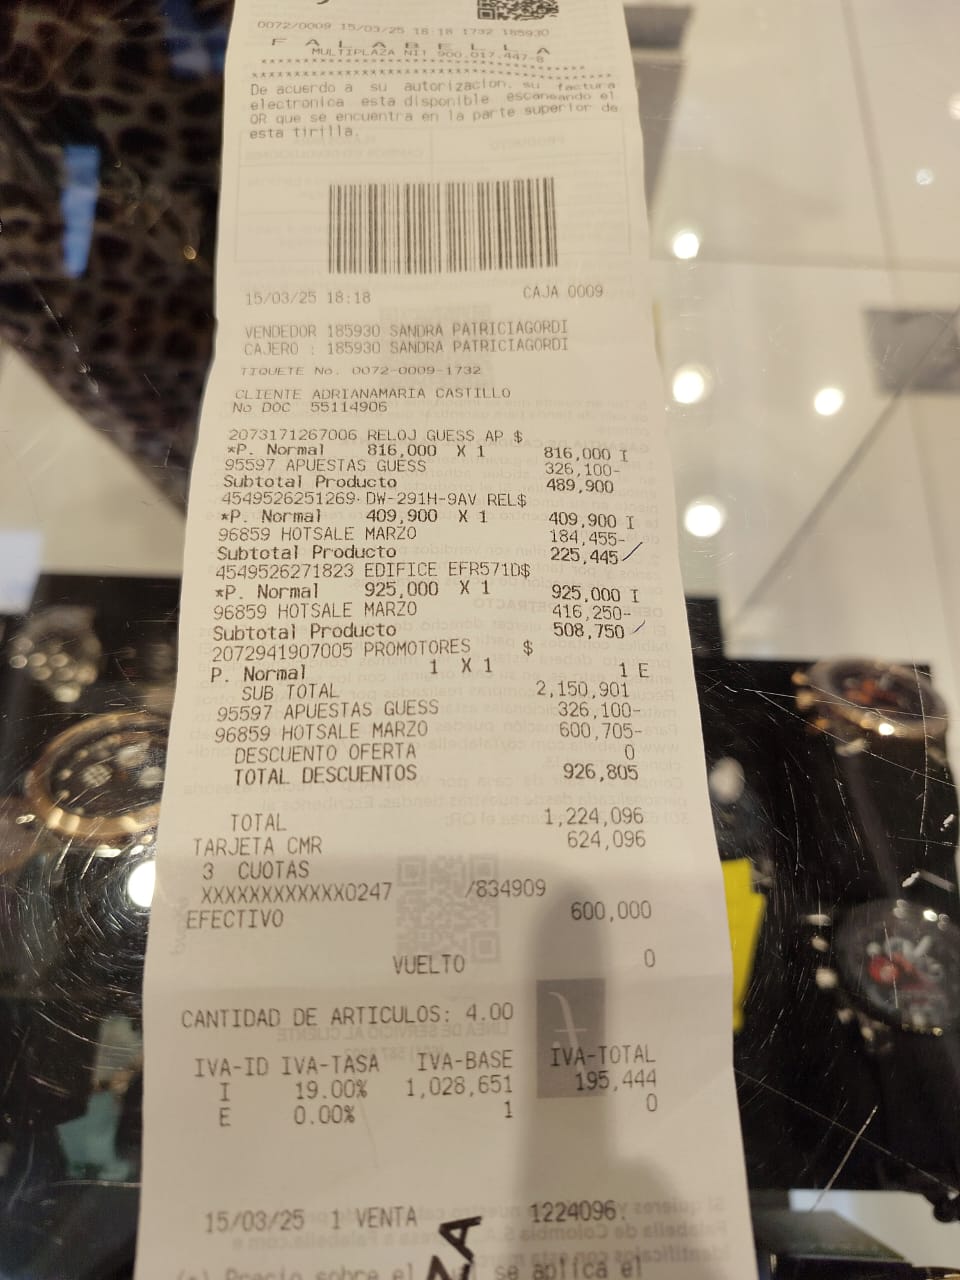 0072/0009 15/03/25 18:18 1732 185930
F A L A B E L L A
MULTIPLAZA NIT 900.017.447-8
****************************************
****************************************
De acuerdo a su autorizacion, su factura
electronica esta disponible escaneando el
QR que se encuentra en la parte superior de
esta tirilla.
15/03/25 18:18 CAJA 0009
VENDEDOR 185930 SANDRA PATRICIAGORDI
CAJERO : 185930 SANDRA PATRICIAGORDI
TIQUETE No. 0072-0009-1732
CLIENTE ADRIANAMARIA CASTILLO
No DOC 55114906
2073171267006 RELOJ GUESS AP $
*P. Normal 816,000 X 1 816,000 I
95597 APUESTAS GUESS 326,100-
Subtotal Producto 489,900
4549526251269 DW-291H-9AV REL$
*P. Normal 409,900 X 1 409,900 I
96859 HOTSALE MARZO 184,455-
Subtotal Producto 225,445
4549526271823 EDIFICE EFR571D$
*P. Normal 925,000 X 1 925,000 I
96859 HOTSALE MARZO 416,250-
Subtotal Producto 508,750
2072941907005 PROMOTORES $
P. Normal 1 X 1 1 E
SUB TOTAL 2,150,901
95597 APUESTAS GUESS 326,100-
96859 HOTSALE MARZO 600,705-
DESCUENTO OFERTA 0
TOTAL DESCUENTOS 926,805
TOTAL 1,224,096
TARJETA CMR 624,096
3 CUOTAS
XXXXXXXXXXXX0247 /834909
EFECTIVO 600,000
VUELTO 0
CANTIDAD DE ARTICULOS: 4.00
IVA-ID IVA-TASA IVA-BASE IVA-TOTAL
I 19.00% 1,028,651 195,444
E 0.00% 1 0
15/03/25 1 VENTA 1224096
ZA
(*) Precio sobre el se aplica el